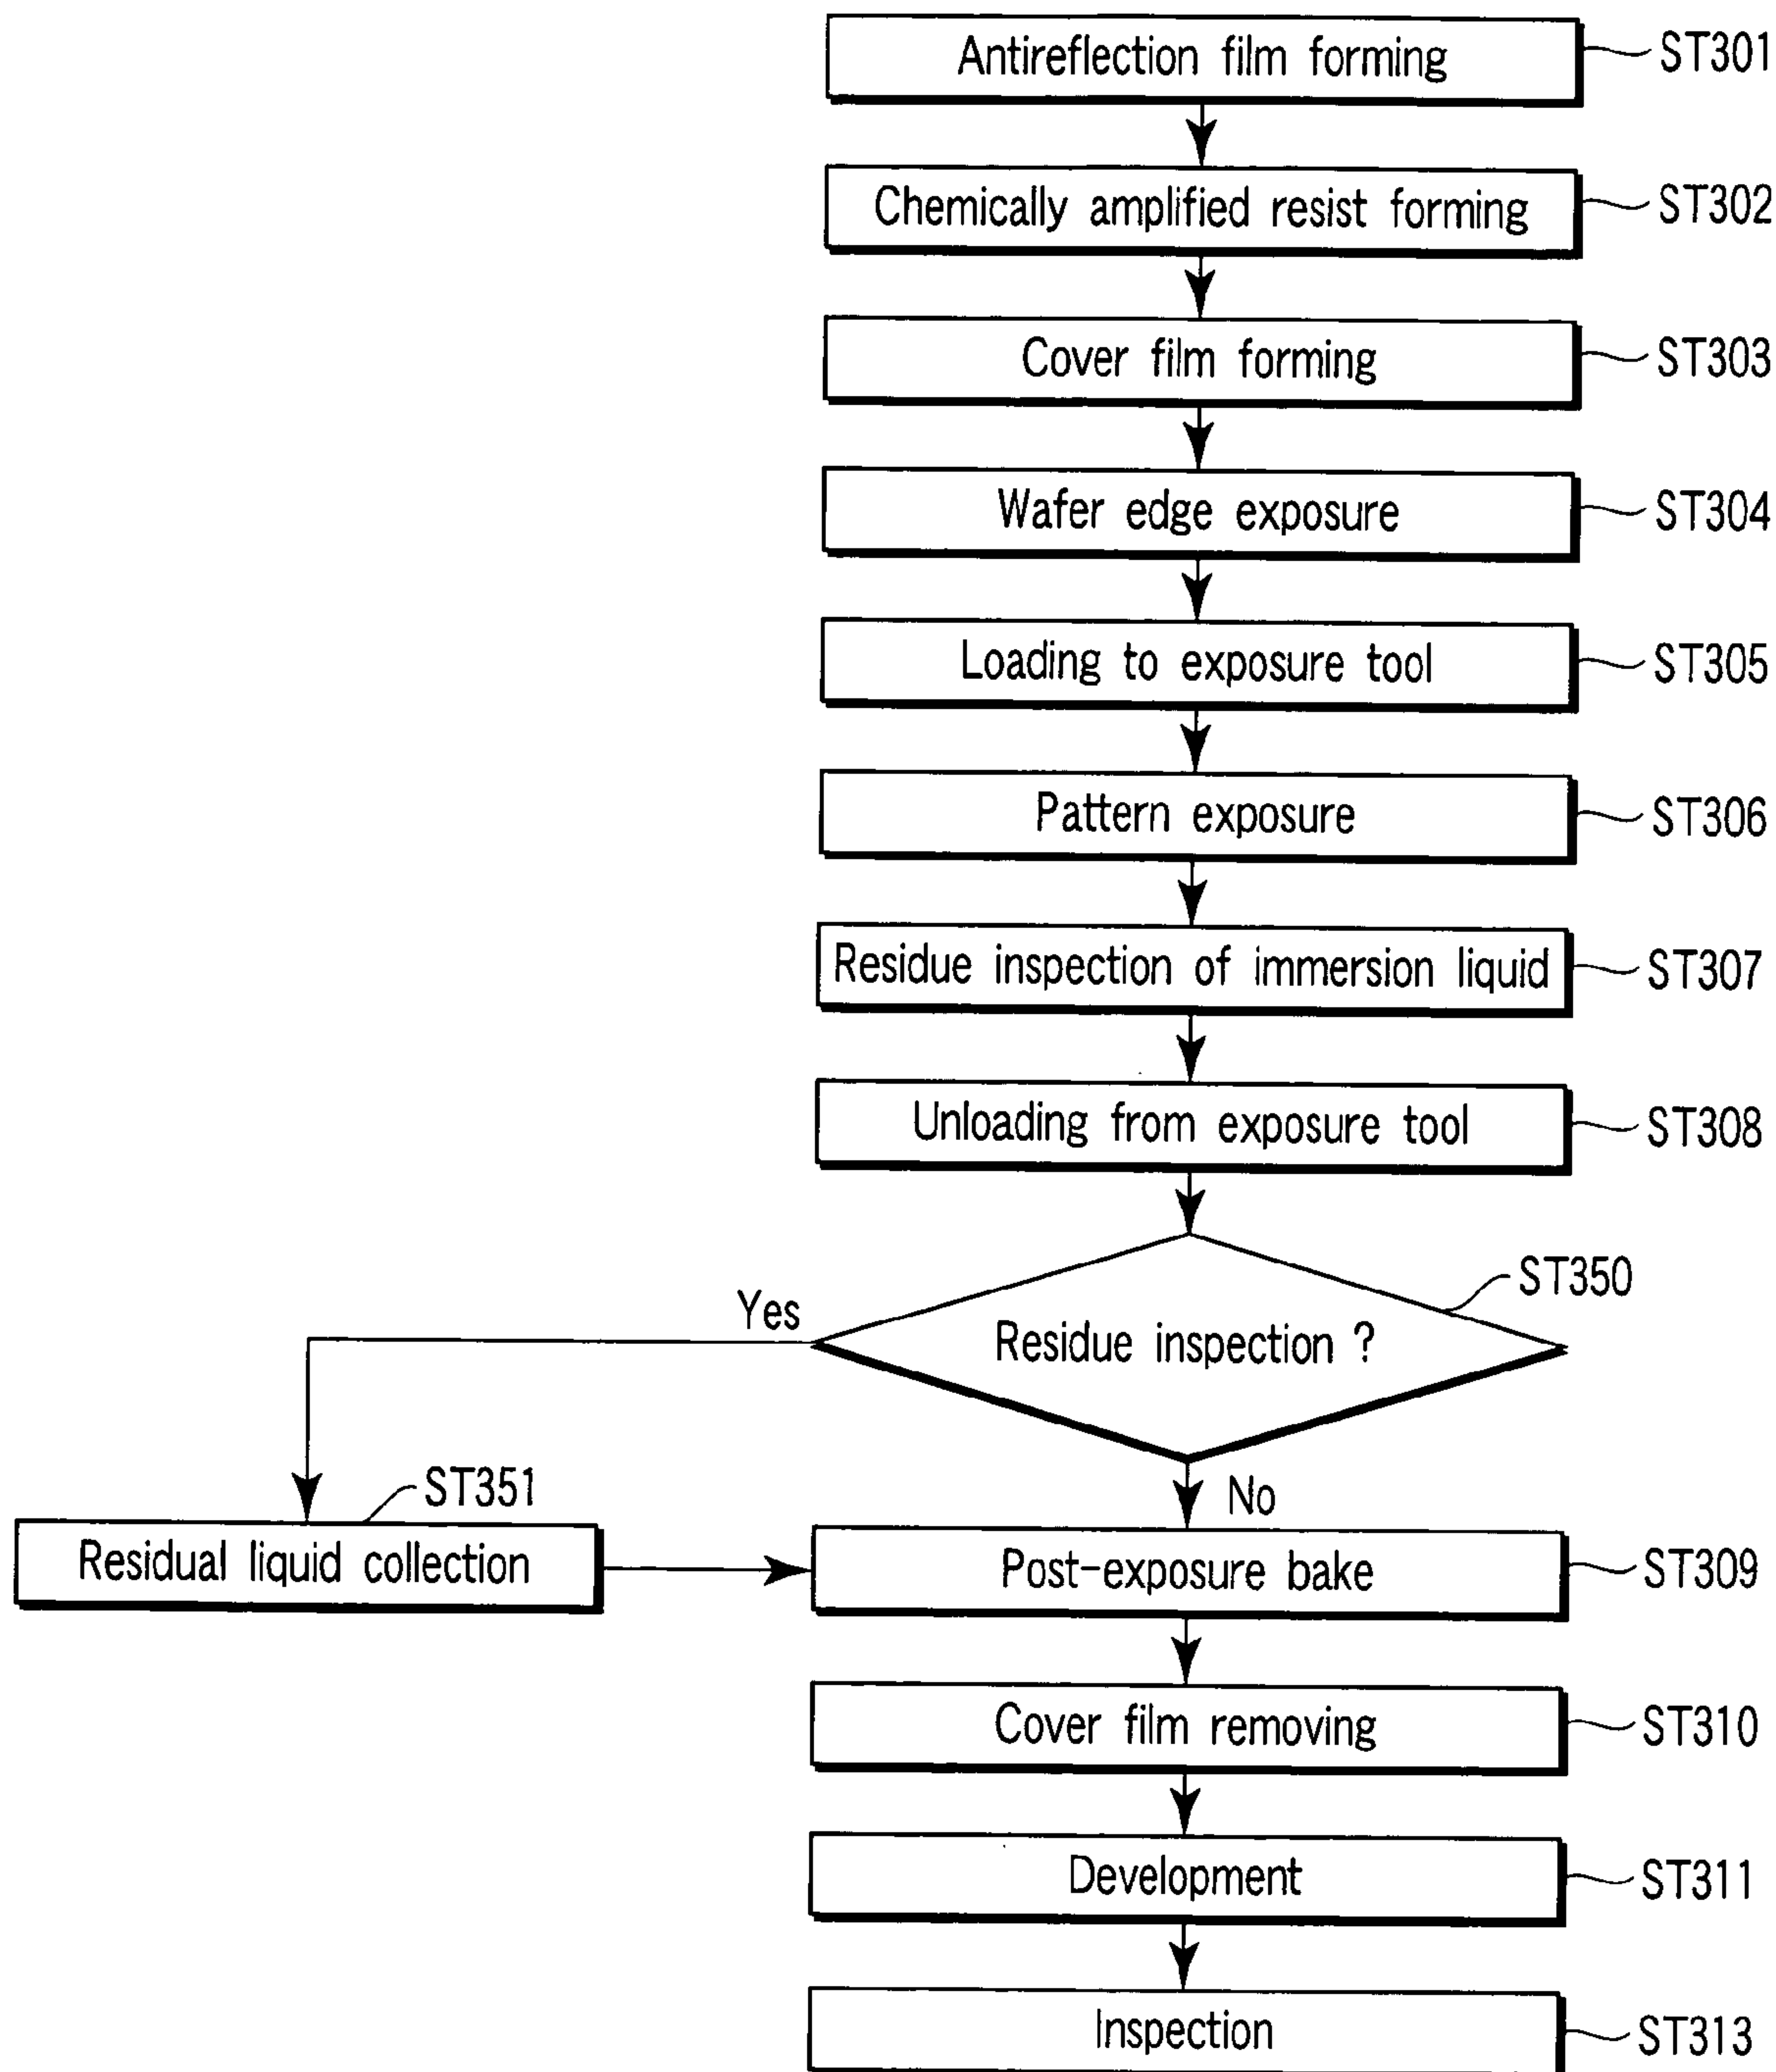 Antireflection film forming ST301
Chemically amplified resist forming ST302
Cover film forming ST303
Wafer edge exposure ST304
Loading to exposure tool ST305
Pattern exposure ST306
Residue inspection of immersion liquid ST307
Unloading from exposure tool ST308
ST350
Yes
Residue inspection ?
No
ST351
Residual liquid collection
Post-exposure bake ST309
Cover film removing ST310
Development ST311
Inspection ST313